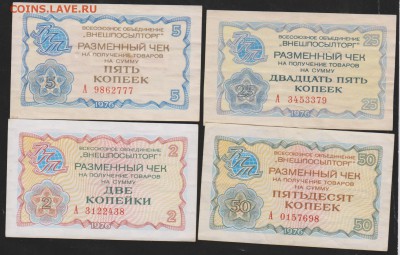 COINS.LAVE.RU
ВСЕСОЮЗНОЕ ОБЪЕДИНЕНИЕ
„ВНЕШПОСЫЛТОРГ"
РАЗМЕННЫЙ ЧЕК
НА ПОЛУЧЕНИЕ ТОВАРОВ
НА СУММУ
ПЯТЬ
КОПЕЕК
5
А 9862777
5
1976
ВСЕСОЮЗНОЕ ОБЪЕДИНЕНИЕ
„ВНЕШПОСЫЛТОРГ"
25
РАЗМЕННЫЙ ЧЕК
НА ПОЛУЧЕНИЕ ТОВАРОВ
НА СУММУ
ДВАДЦАТЬ ПЯТЬ
КОПЕЕК
25
А 3453379
25
1976
ВСЕСОЮЗНОЕ ОБЪЕДИНЕНИЕ
„ВНЕШПОСЫЛТОРГ"
2
РАЗМЕННЫЙ ЧЕК
НА ПОЛУЧЕНИЕ ТОВАРОВ
НА СУММУ
ДВЕ
КОПЕЙКИ
2
А 3122438
2
1976
ВСЕСОЮЗНОЕ ОБЪЕДИНЕНИЕ
„ВНЕШПОСЫЛТОРГ"
50
РАЗМЕННЫЙ ЧЕК
НА ПОЛУЧЕНИЕ ТОВАРОВ
НА СУММУ
ПЯТЬДЕСЯТ
КОПЕЕК
50
А 0157698
50
1976